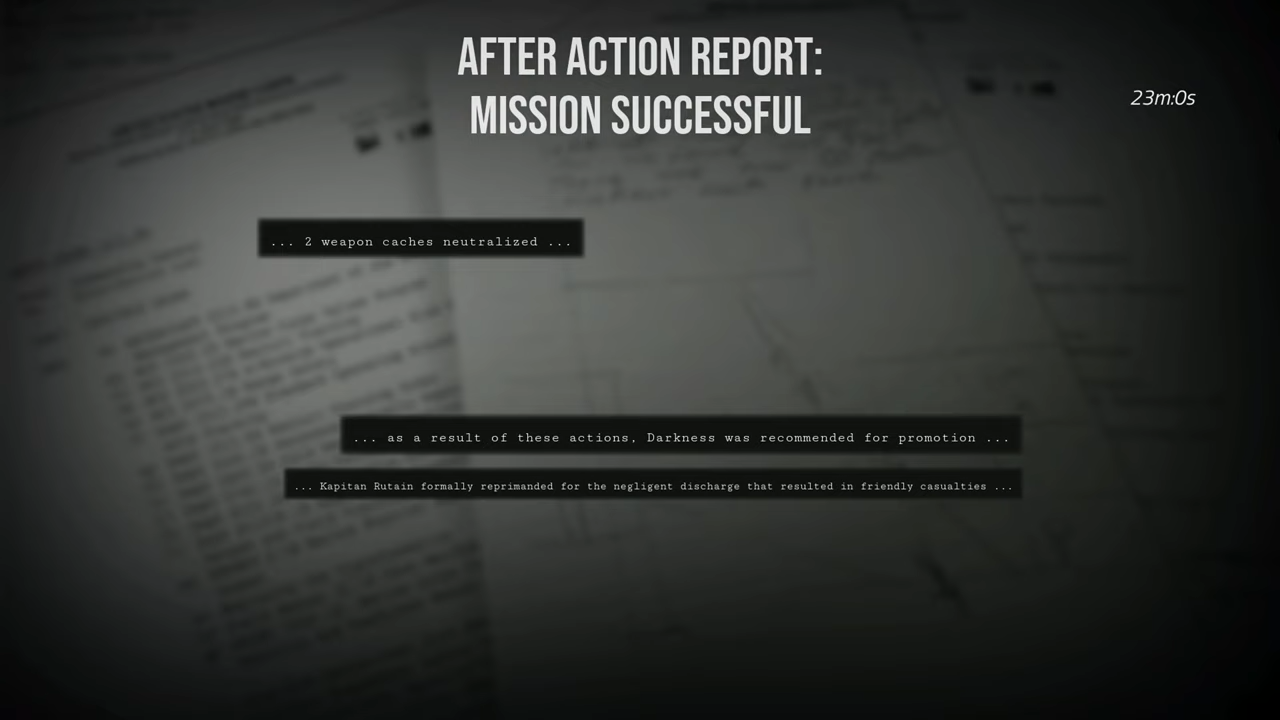 AFTER ACTION REPORT:
MISSION SUCCESSFUL
23m:0s
... 2 weapon caches neutralized ...
... as a result of these actions, Darkness was recommended for promotion ...
... Kapitan Rutain formally reprimanded for the negligent discharge that resulted in friendly casualties ...